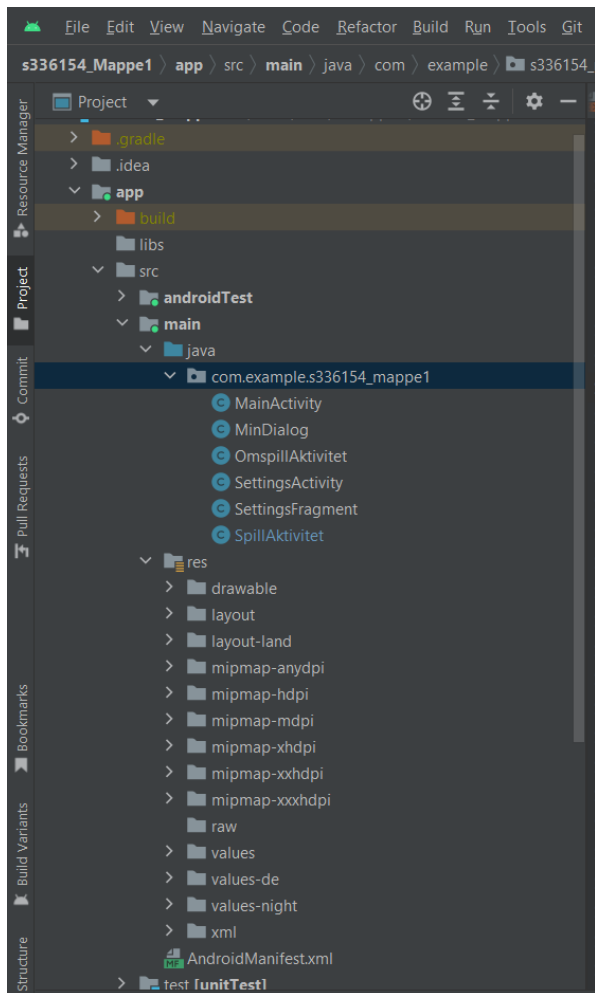 File Edit View Navigate Code Refactor Build Run Tools Git
s336154_Mappe1 app src main java com example s336154_
Project
.gradle
.idea
app
build
libs
src
androidTest
main
java
com.example.s336154_mappe1
MainActivity
MinDialog
OmspillAktivitet
SettingsActivity
SettingsFragment
SpillAktivitet
res
drawable
layout
layout-land
mipmap-anydpi
mipmap-hdpi
mipmap-mdpi
mipmap-xhdpi
mipmap-xxhdpi
mipmap-xxxhdpi
raw
values
values-de
values-night
xml
MF AndroidManifest.xml
test [unitTest]
Resource Manager
Project
Commit
Pull Requests
Bookmarks
Build Variants
Structure